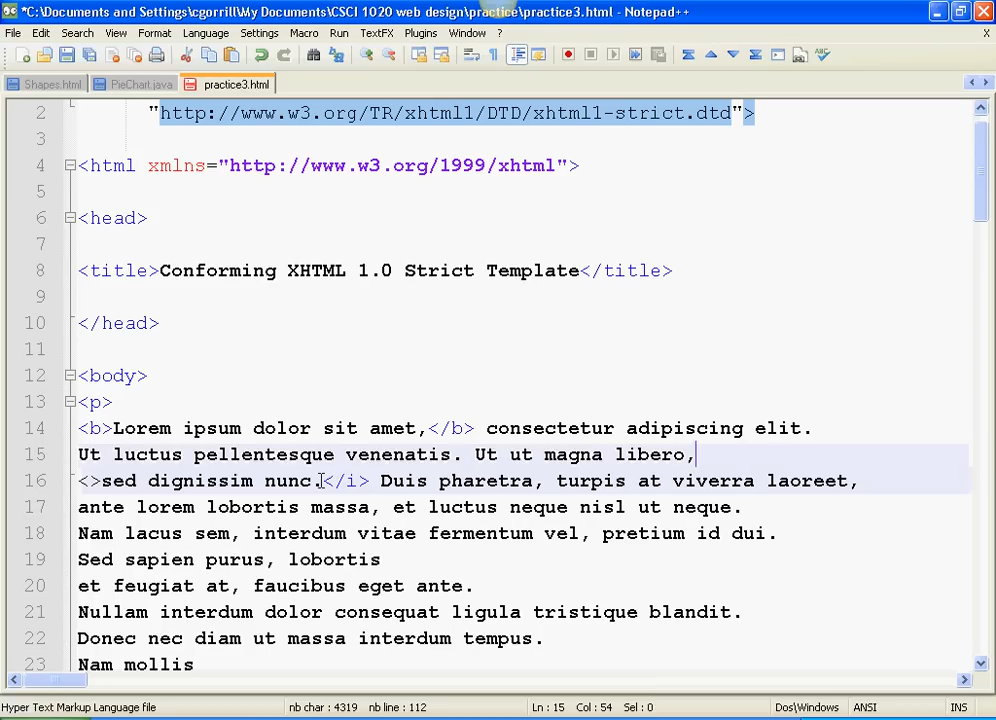 *C:\Documents and Settings\cgorrill\My Documents\CSCI 1020 web design\practice\practice3.html - Notepad++
File Edit Search View Format Language Settings Macro Run TextFX Plugins Window ? X
Shapes.html PieChart.java practice3.html
2 "http://www.w3.org/TR/xhtml1/DTD/xhtml1-strict.dtd">
3
4 <html xmlns="http://www.w3.org/1999/xhtml">
5
6 <head>
7
8 <title>Conforming XHTML 1.0 Strict Template</title>
9
10 </head>
11
12 <body>
13 <p>
14 <b>Lorem ipsum dolor sit amet,</b> consectetur adipiscing elit.
15 Ut luctus pellentesque venenatis. Ut ut magna libero,
16 <>sed dignissim nunc.</i> Duis pharetra, turpis at viverra laoreet,
17 ante lorem lobortis massa, et luctus neque nisl ut neque.
18 Nam lacus sem, interdum vitae fermentum vel, pretium id dui.
19 Sed sapien purus, lobortis
20 et feugiat at, faucibus eget ante.
21 Nullam interdum dolor consequat ligula tristique blandit.
22 Donec nec diam ut massa interdum tempus.
23 Nam mollis
Hyper Text Markup Language file nb char : 4319 nb line : 112 Ln : 15 Col : 54 Sel : 0 Dos\Windows ANSI INS